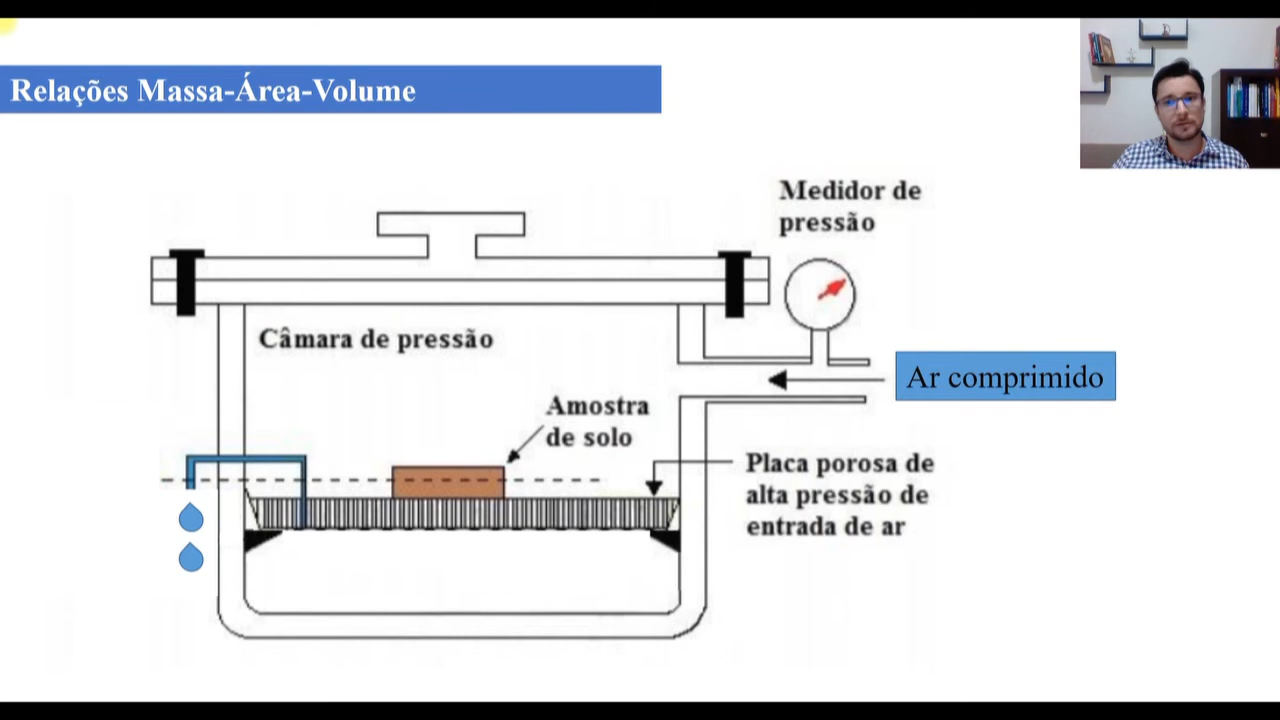 Relações Massa-Área-Volume
Medidor de
pressão
Câmara de pressão
Ar comprimido
Amostra
de solo
Placa porosa de
alta pressão de
entrada de ar